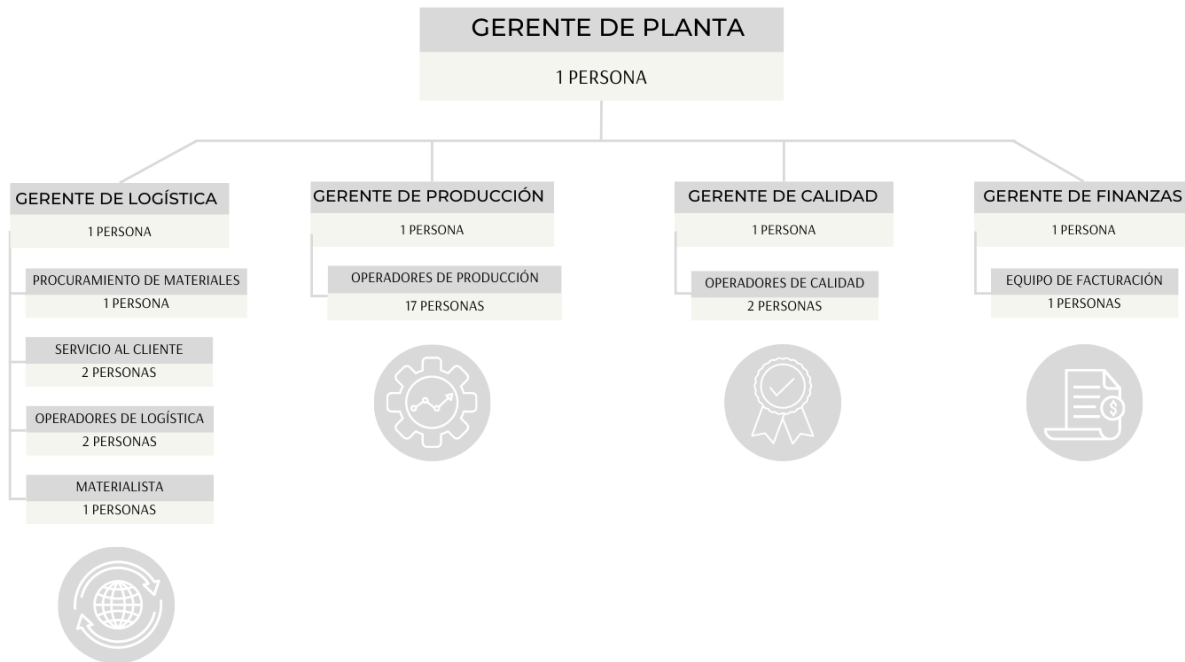 GERENTE DE PLANTA
1 PERSONA
GERENTE DE LOGÍSTICA
1 PERSONA
PROCURAMIENTO DE MATERIALES
1 PERSONA
SERVICIO AL CLIENTE
2 PERSONAS
OPERADORES DE LOGÍSTICA
2 PERSONAS
MATERIALISTA
1 PERSONAS
GERENTE DE PRODUCCIÓN
1 PERSONA
OPERADORES DE PRODUCCIÓN
17 PERSONAS
GERENTE DE CALIDAD
1 PERSONA
OPERADORES DE CALIDAD
2 PERSONAS
GERENTE DE FINANZAS
1 PERSONA
EQUIPO DE FACTURACIÓN
1 PERSONAS
$